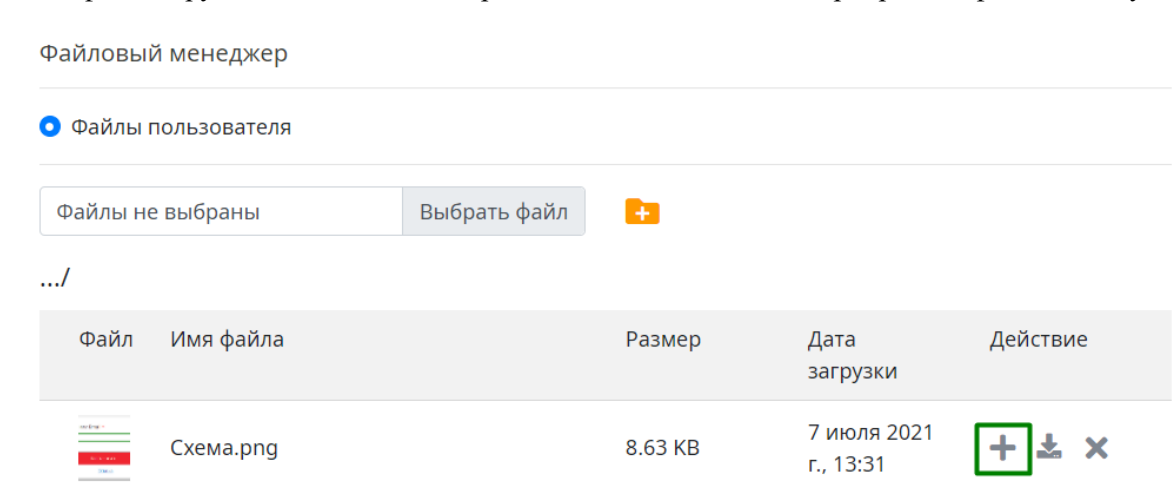 Файловый менеджер
Файлы пользователя
Файлы не выбраны Выбрать файл
.../
Файл Имя файла Размер Дата загрузки Действие
Схема.png 8.63 KB 7 июля 2021 г., 13:31